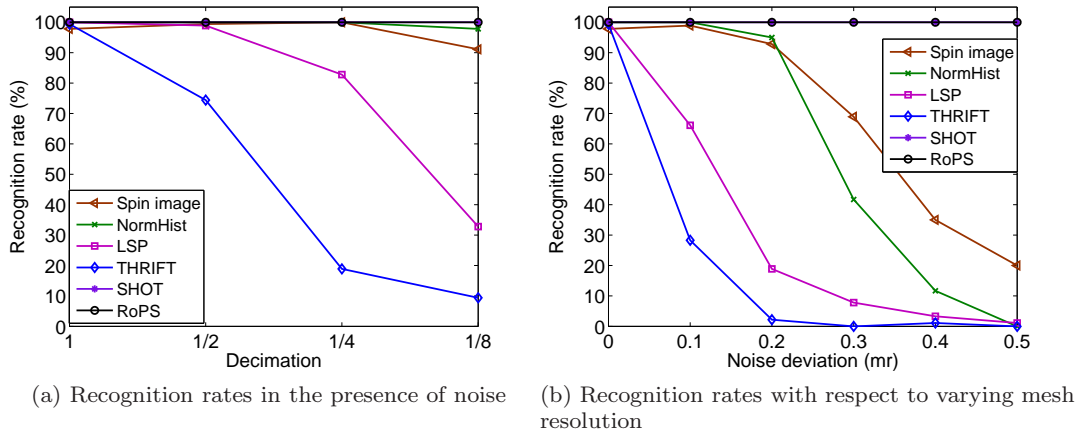 100
90
80
70
60
50
40
30
20
10
0
Recognition rate (%)
Spin image
NormHist
LSP
THRIFT
SHOT
RoPS
1
1/2
1/4
1/8
Decimation
(a) Recognition rates in the presence of noise
100
90
80
70
60
50
40
30
20
10
0
Recognition rate (%)
Spin image
NormHist
LSP
THRIFT
SHOT
RoPS
0
0.1
0.2
0.3
0.4
0.5
Noise deviation (mr)
(b) Recognition rates with respect to varying mesh
resolution